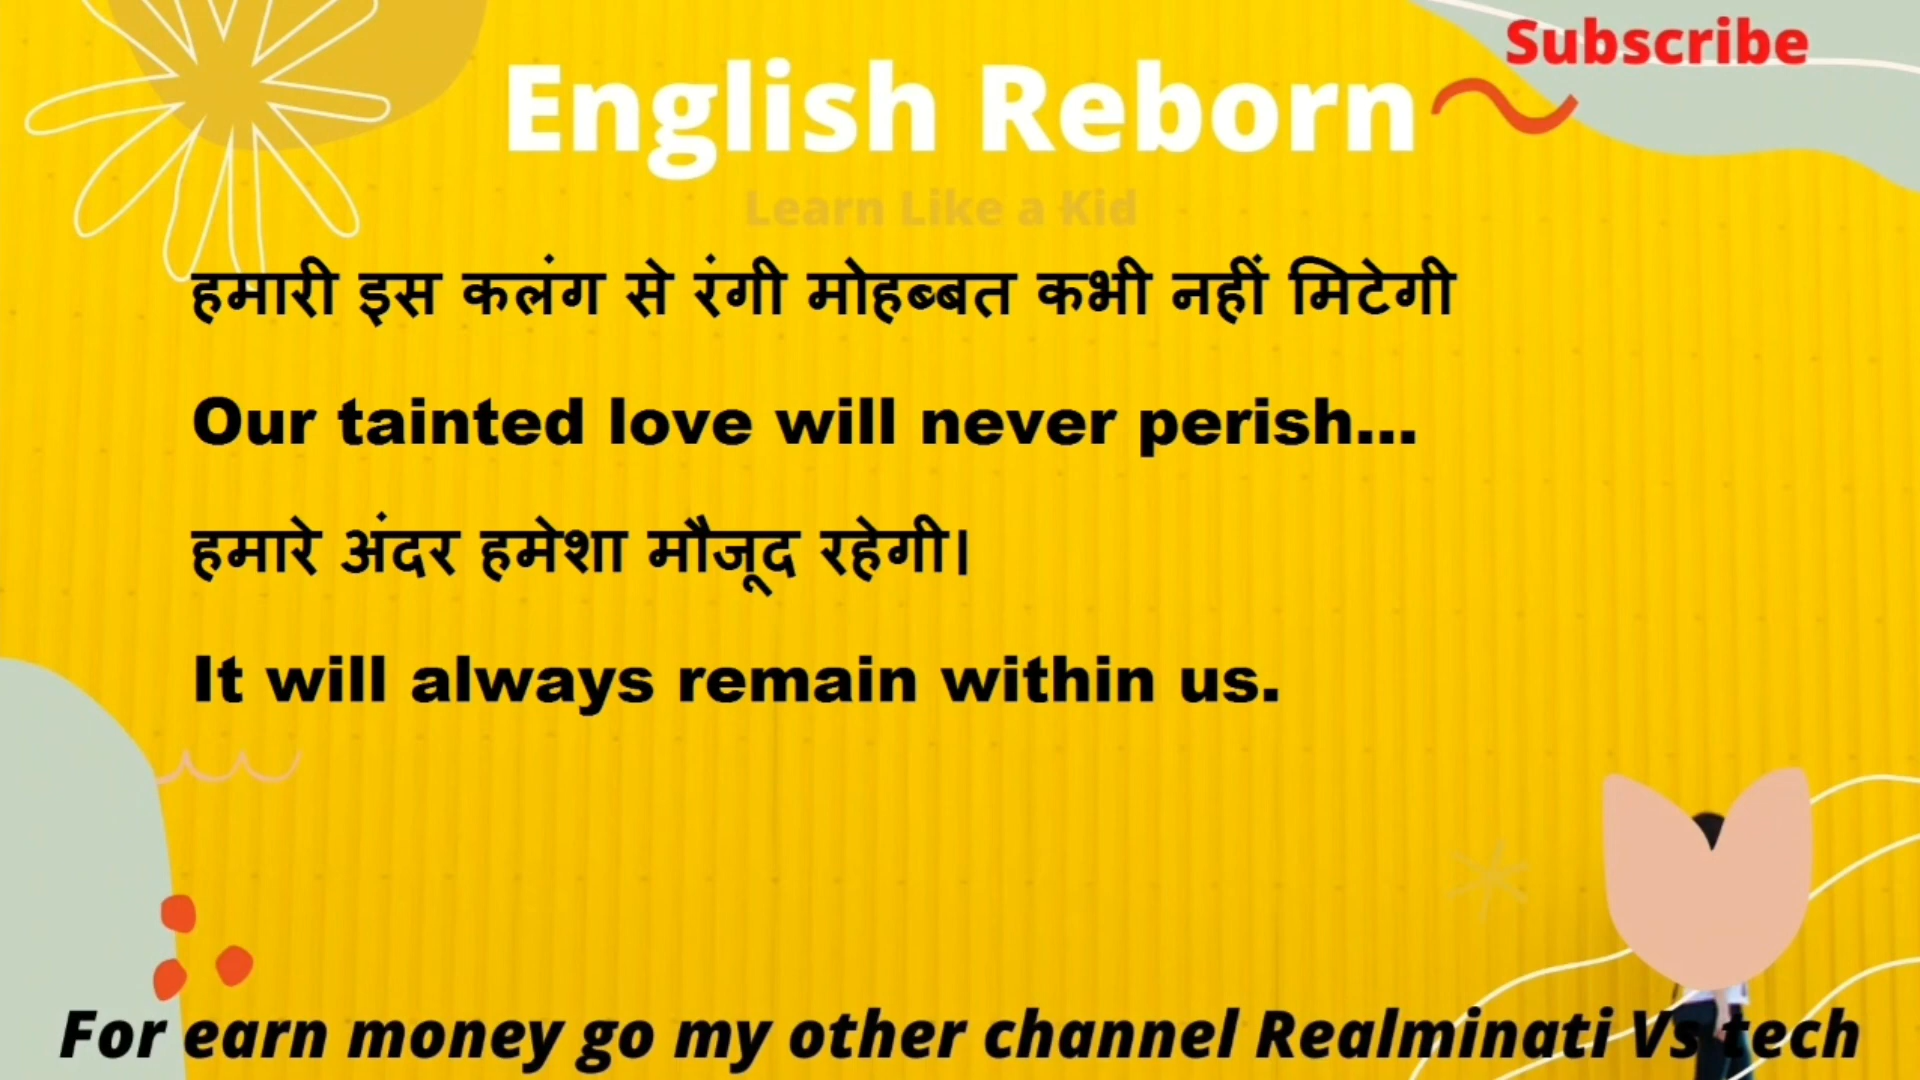 Subscribe
English Reborn
Learn Like a Kid
हमारी इस कलंग से रंगी मोहब्बत कभी नहीं मिटेगी
Our tainted love will never perish...
हमारे अंदर हमेशा मौजूद रहेगी।
It will always remain within us.
For earn money go my other channel Realminati Vs tech